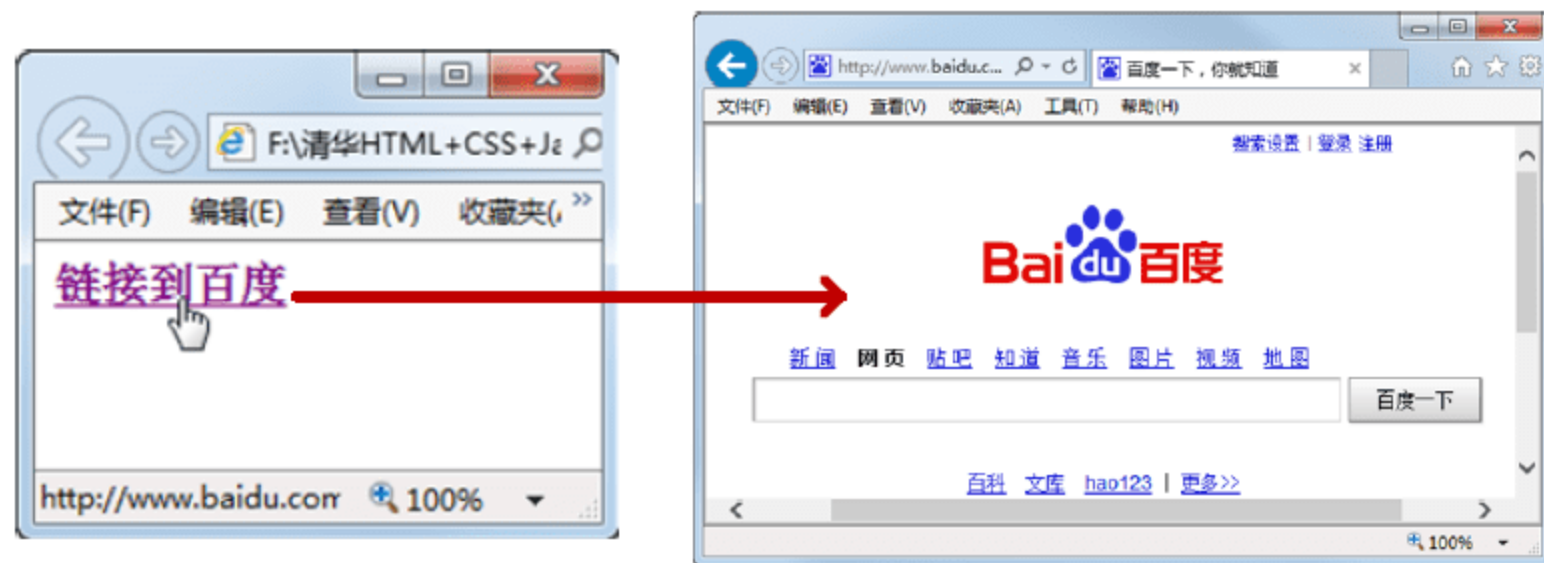 F:\清华HTML+CSS+Ja
文件(F) 编辑(E) 查看(V) 收藏夹(
链接到百度
http://www.baidu.com 100%
http://www.baidu.c... 百度一下，你就知道
文件(F) 编辑(E) 查看(V) 收藏夹(A) 工具(T) 帮助(H)
搜索设置 | 登录 注册
Bai du 百度
新闻 网页 贴吧 知道 音乐 图片 视频 地图
百度一下
百科 文库 hao123 | 更多>>
100%